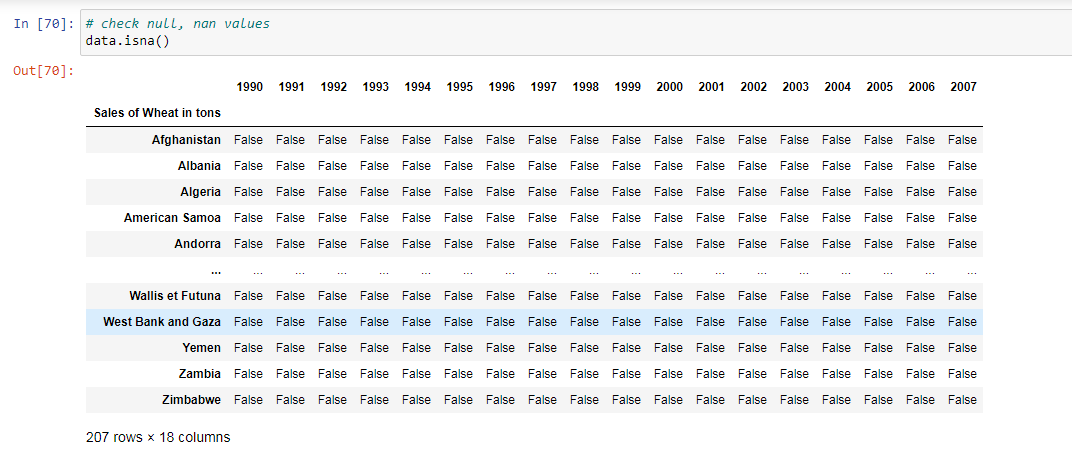 In [70]: # check null, nan values
data.isna()
Out[70]:
1990 1991 1992 1993 1994 1995 1996 1997 1998 1999 2000 2001 2002 2003 2004 2005 2006 2007
Sales of Wheat in tons
Afghanistan False False False False False False False False False False False False False False False False False False
Albania False False False False False False False False False False False False False False False False False False
Algeria False False False False False False False False False False False False False False False False False False
American Samoa False False False False False False False False False False False False False False False False False False
Andorra False False False False False False False False False False False False False False False False False False
... ... ... ... ... ... ... ... ... ... ... ... ... ... ... ... ... ... ...
Wallis et Futuna False False False False False False False False False False False False False False False False False False
West Bank and Gaza False False False False False False False False False False False False False False False False False False
Yemen False False False False False False False False False False False False False False False False False False
Zambia False False False False False False False False False False False False False False False False False False
Zimbabwe False False False False False False False False False False False False False False False False False False
207 rows × 18 columns